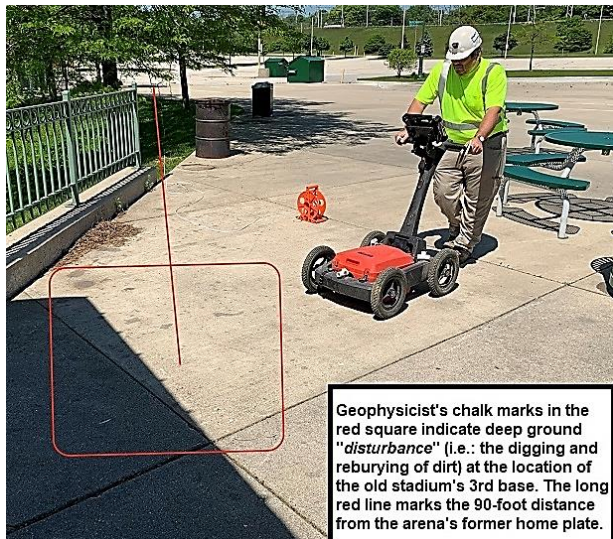 Geophysicist's chalk marks in the
red square indicate deep ground
"disturbance" (i.e.: the digging and
reburying of dirt) at the location of
the old stadium's 3rd base. The long
red line marks the 90-foot distance
from the arena's former home plate.